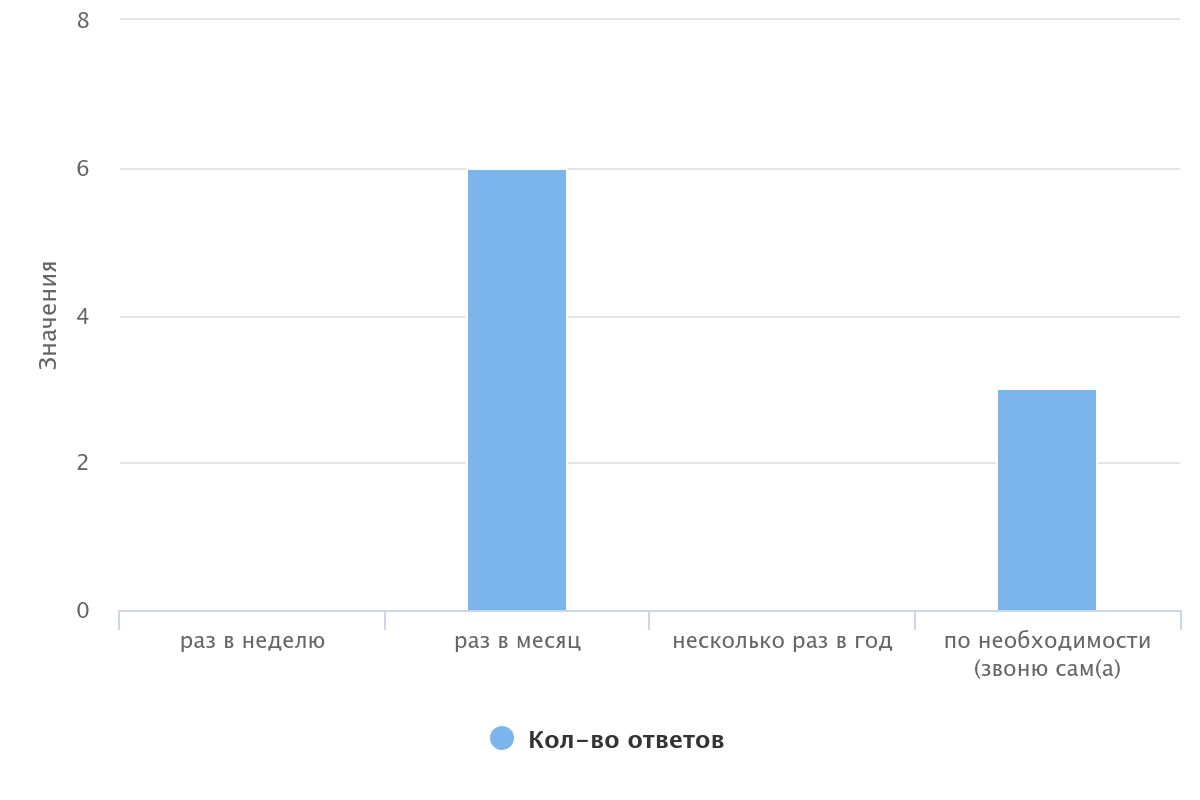 8
6
4
2
0
Значения
раз в неделю
раз в месяц
несколько раз в год
по необходимости
(звоню сам(а)
Кол-во ответов